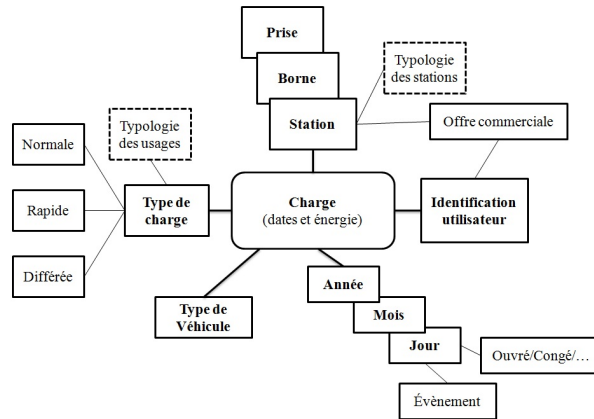 Prise
Borne
Typologie
des stations
Station
Offre commerciale
Normale
Typologie
des usages
Rapide
Type de
charge
Charge
(dates et énergie)
Identification
utilisateur
Différée
Année
Type de
Véhicule
Mois
Jour
Ouvré/Congé/…
Évènement